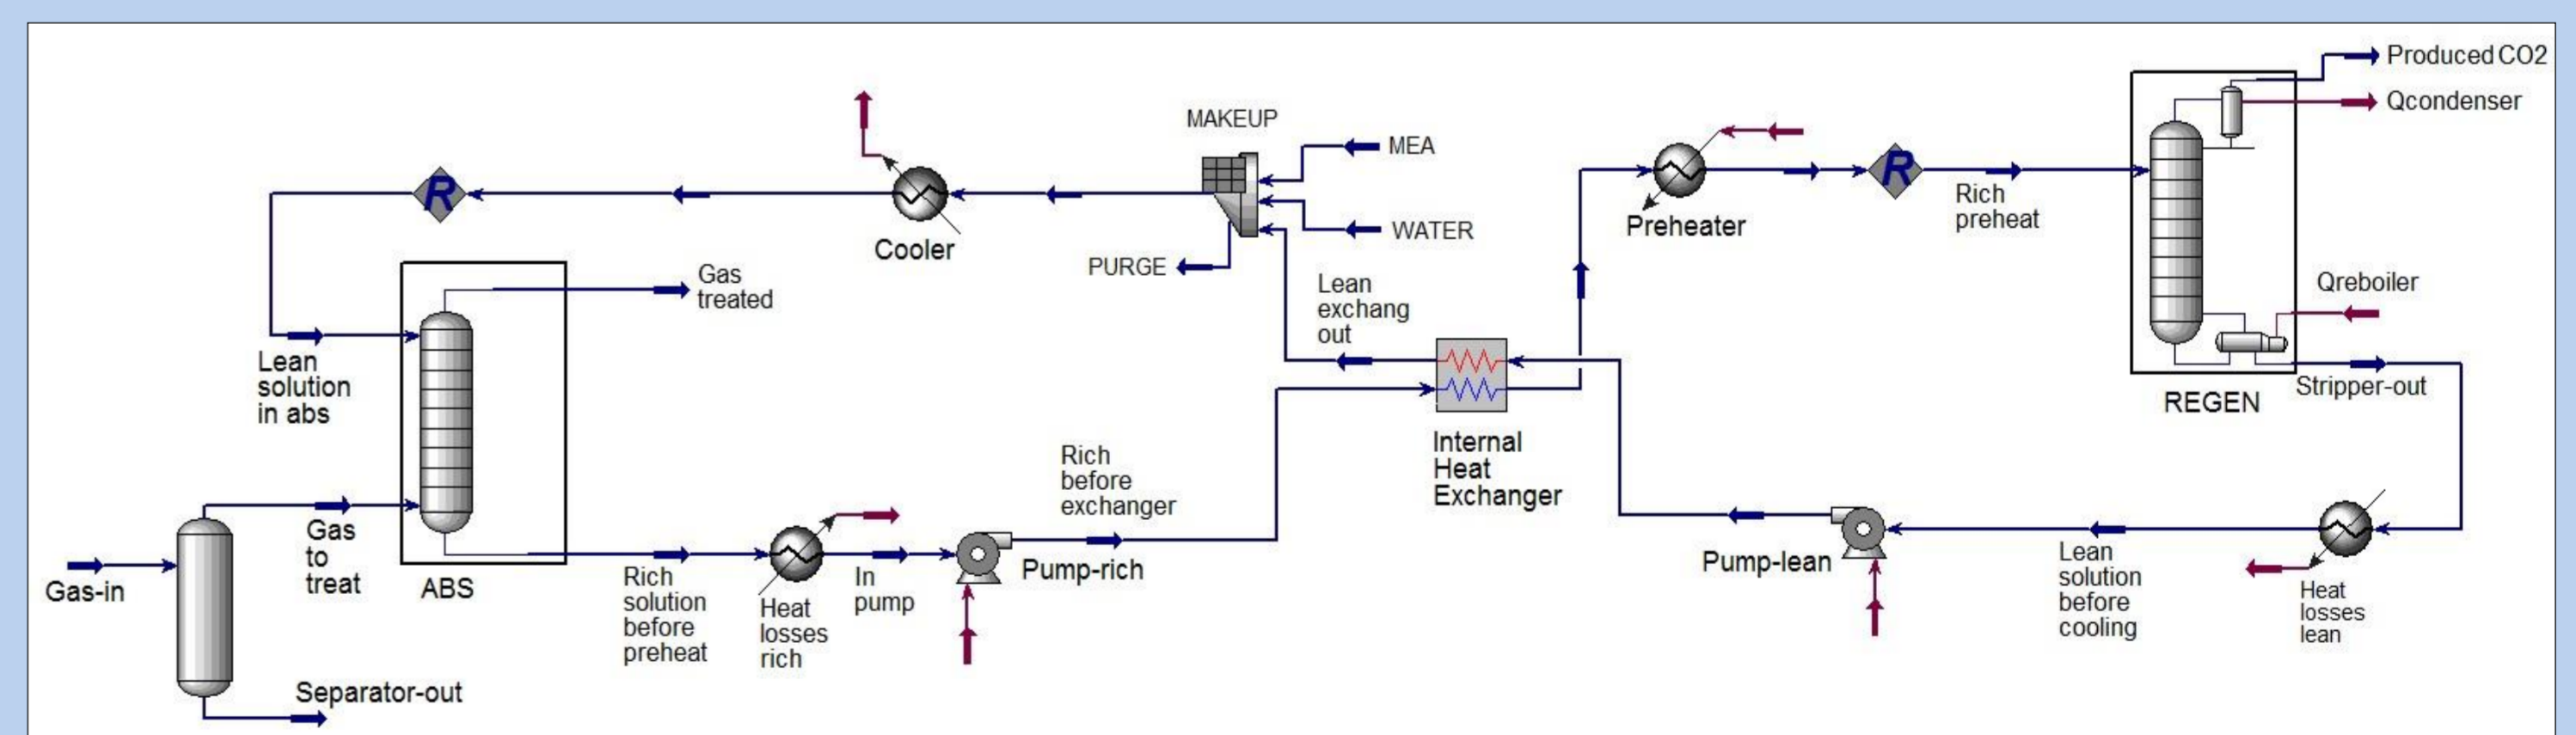 Produced CO2
Qcondenser
MAKEUP
MEA
R
R
Rich
preheat
Preheater
WATER
Cooler
PURGE
Gas
treated
Lean
exchang
out
Qreboiler
Lean
solution
in abs
Stripper-out
REGEN
Internal
Heat
Exchanger
Rich
before
exchanger
Gas
to
treat
Gas-in
ABS
Rich
solution
before
preheat
Heat
losses
rich
In
pump
Pump-rich
Pump-lean
Lean
solution
before
cooling
Heat
losses
lean
Separator-out